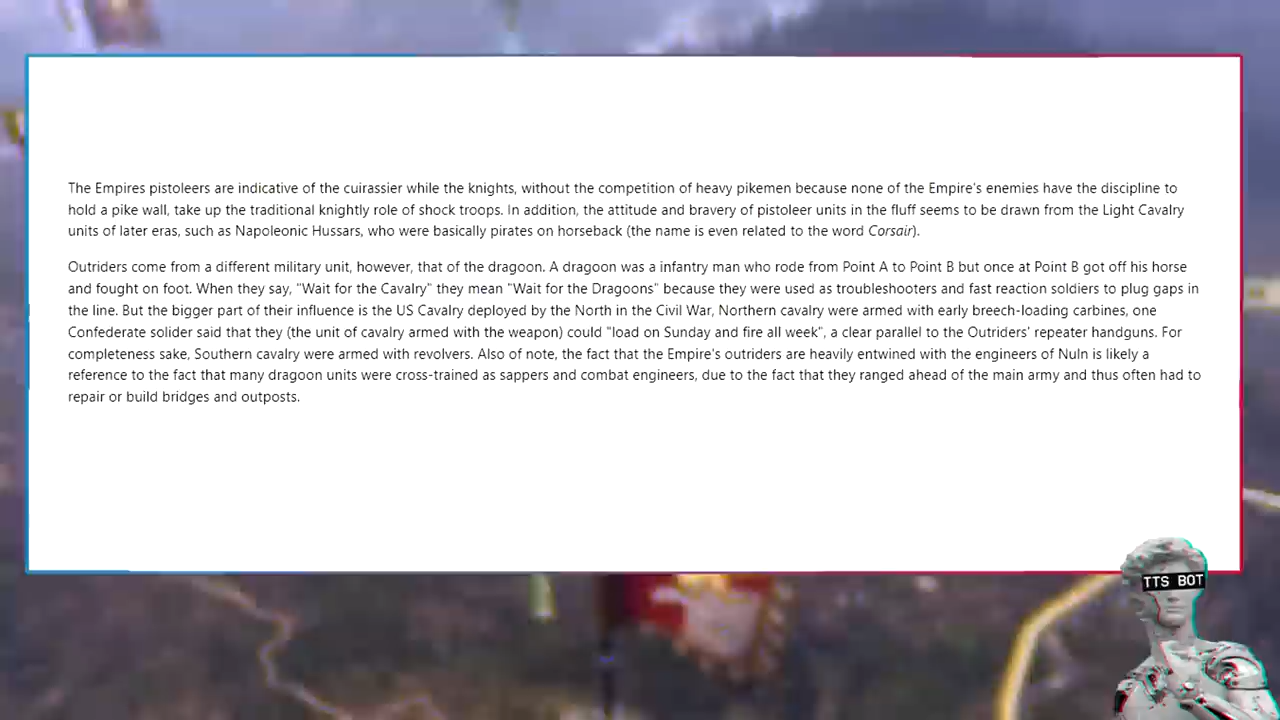 The Empires pistoleers are indicative of the cuirassier while the knights, without the competition of heavy pikemen because none of the Empire's enemies have the discipline to
hold a pike wall, take up the traditional knightly role of shock troops. In addition, the attitude and bravery of pistoleer units in the fluff seems to be drawn from the Light Cavalry
units of later eras, such as Napoleonic Hussars, who were basically pirates on horseback (the name is even related to the word Corsair).
Outriders come from a different military unit, however, that of the dragoon. A dragoon was a infantry man who rode from Point A to Point B but once at Point B got off his horse
and fought on foot. When they say, "Wait for the Cavalry" they mean "Wait for the Dragoons" because they were used as troubleshooters and fast reaction soldiers to plug gaps in
the line. But the bigger part of their influence is the US Cavalry deployed by the North in the Civil War, Northern cavalry were armed with early breech-loading carbines, one
Confederate solider said that they (the unit of cavalry armed with the weapon) could "load on Sunday and fire all week", a clear parallel to the Outriders' repeater handguns. For
completeness sake, Southern cavalry were armed with revolvers. Also of note, the fact that the Empire's outriders are heavily entwined with the engineers of Nuln is likely a
reference to the fact that many dragoon units were cross-trained as sappers and combat engineers, due to the fact that they ranged ahead of the main army and thus often had to
repair or build bridges and outposts.
TTS BOT